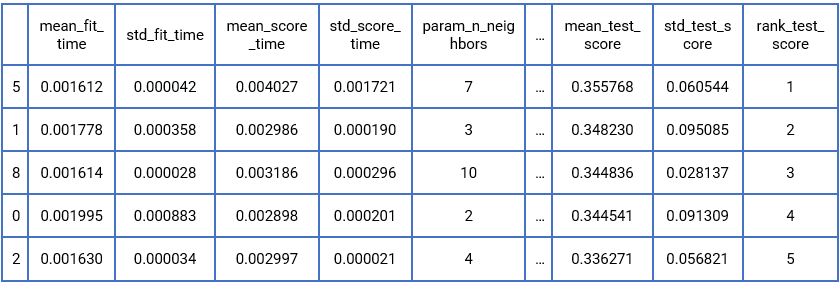 mean_fit_time std_fit_time mean_score_time std_score_time param_n_neighbors ... mean_test_score std_test_score rank_test_score
5 0.001612 0.000042 0.004027 0.001721 7 ... 0.355768 0.060544 1
1 0.001778 0.000358 0.002986 0.000190 3 ... 0.348230 0.095085 2
8 0.001614 0.000028 0.003186 0.000296 10 ... 0.344836 0.028137 3
0 0.001995 0.000883 0.002898 0.000201 2 ... 0.344541 0.091309 4
2 0.001630 0.000034 0.002997 0.000021 4 ... 0.336271 0.056821 5